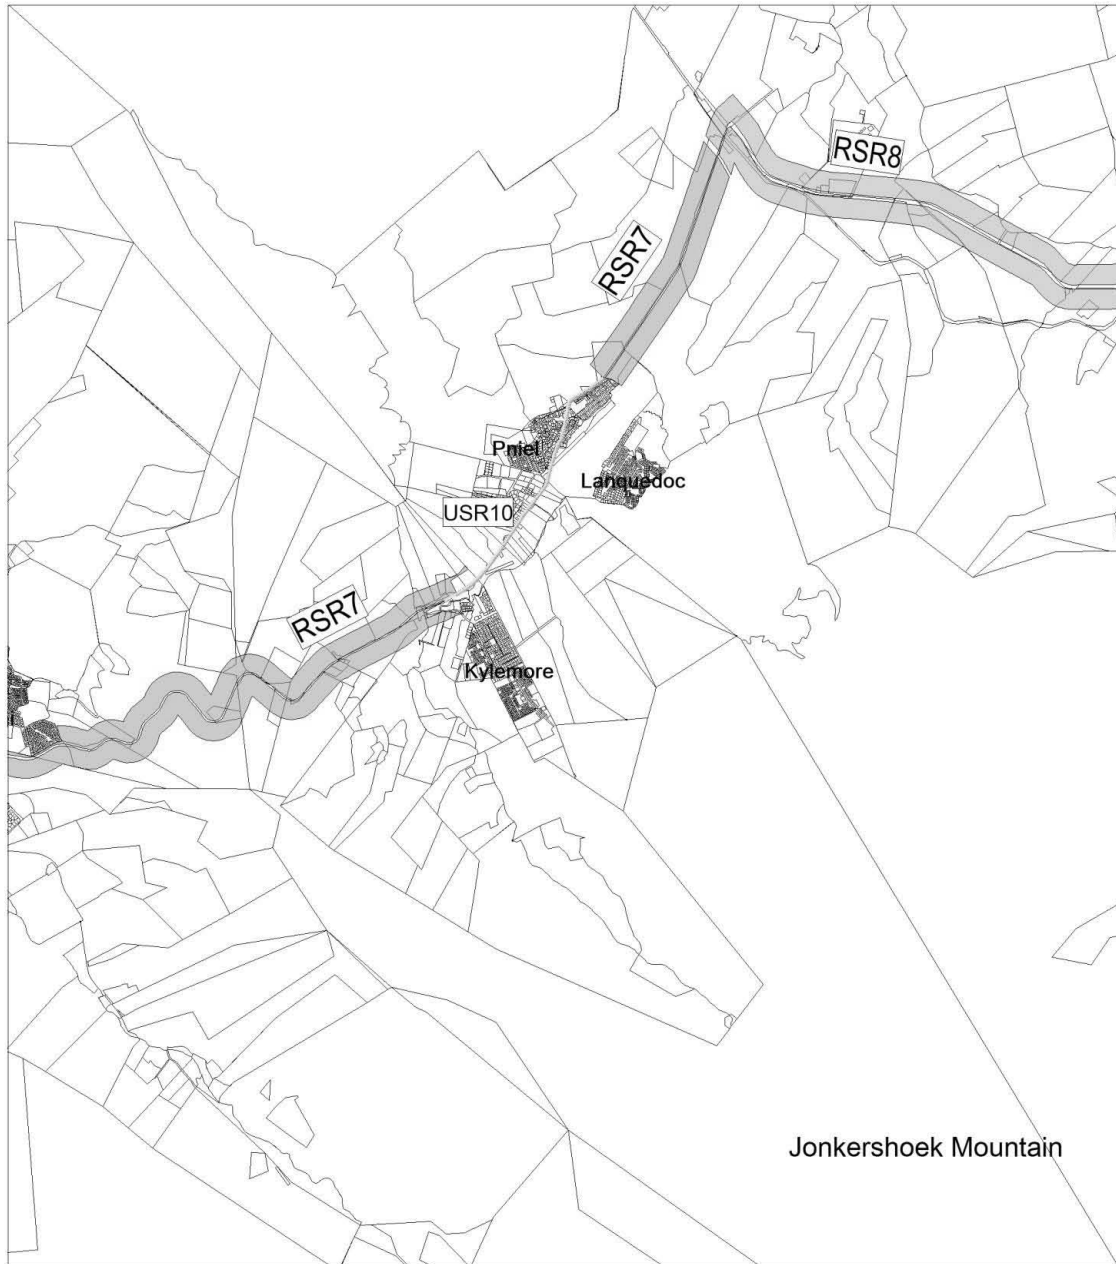 RSR8
RSR7
Pniel
Lanquedoc
USR10
RSR7
Kylemore
Jonkershoek Mountain